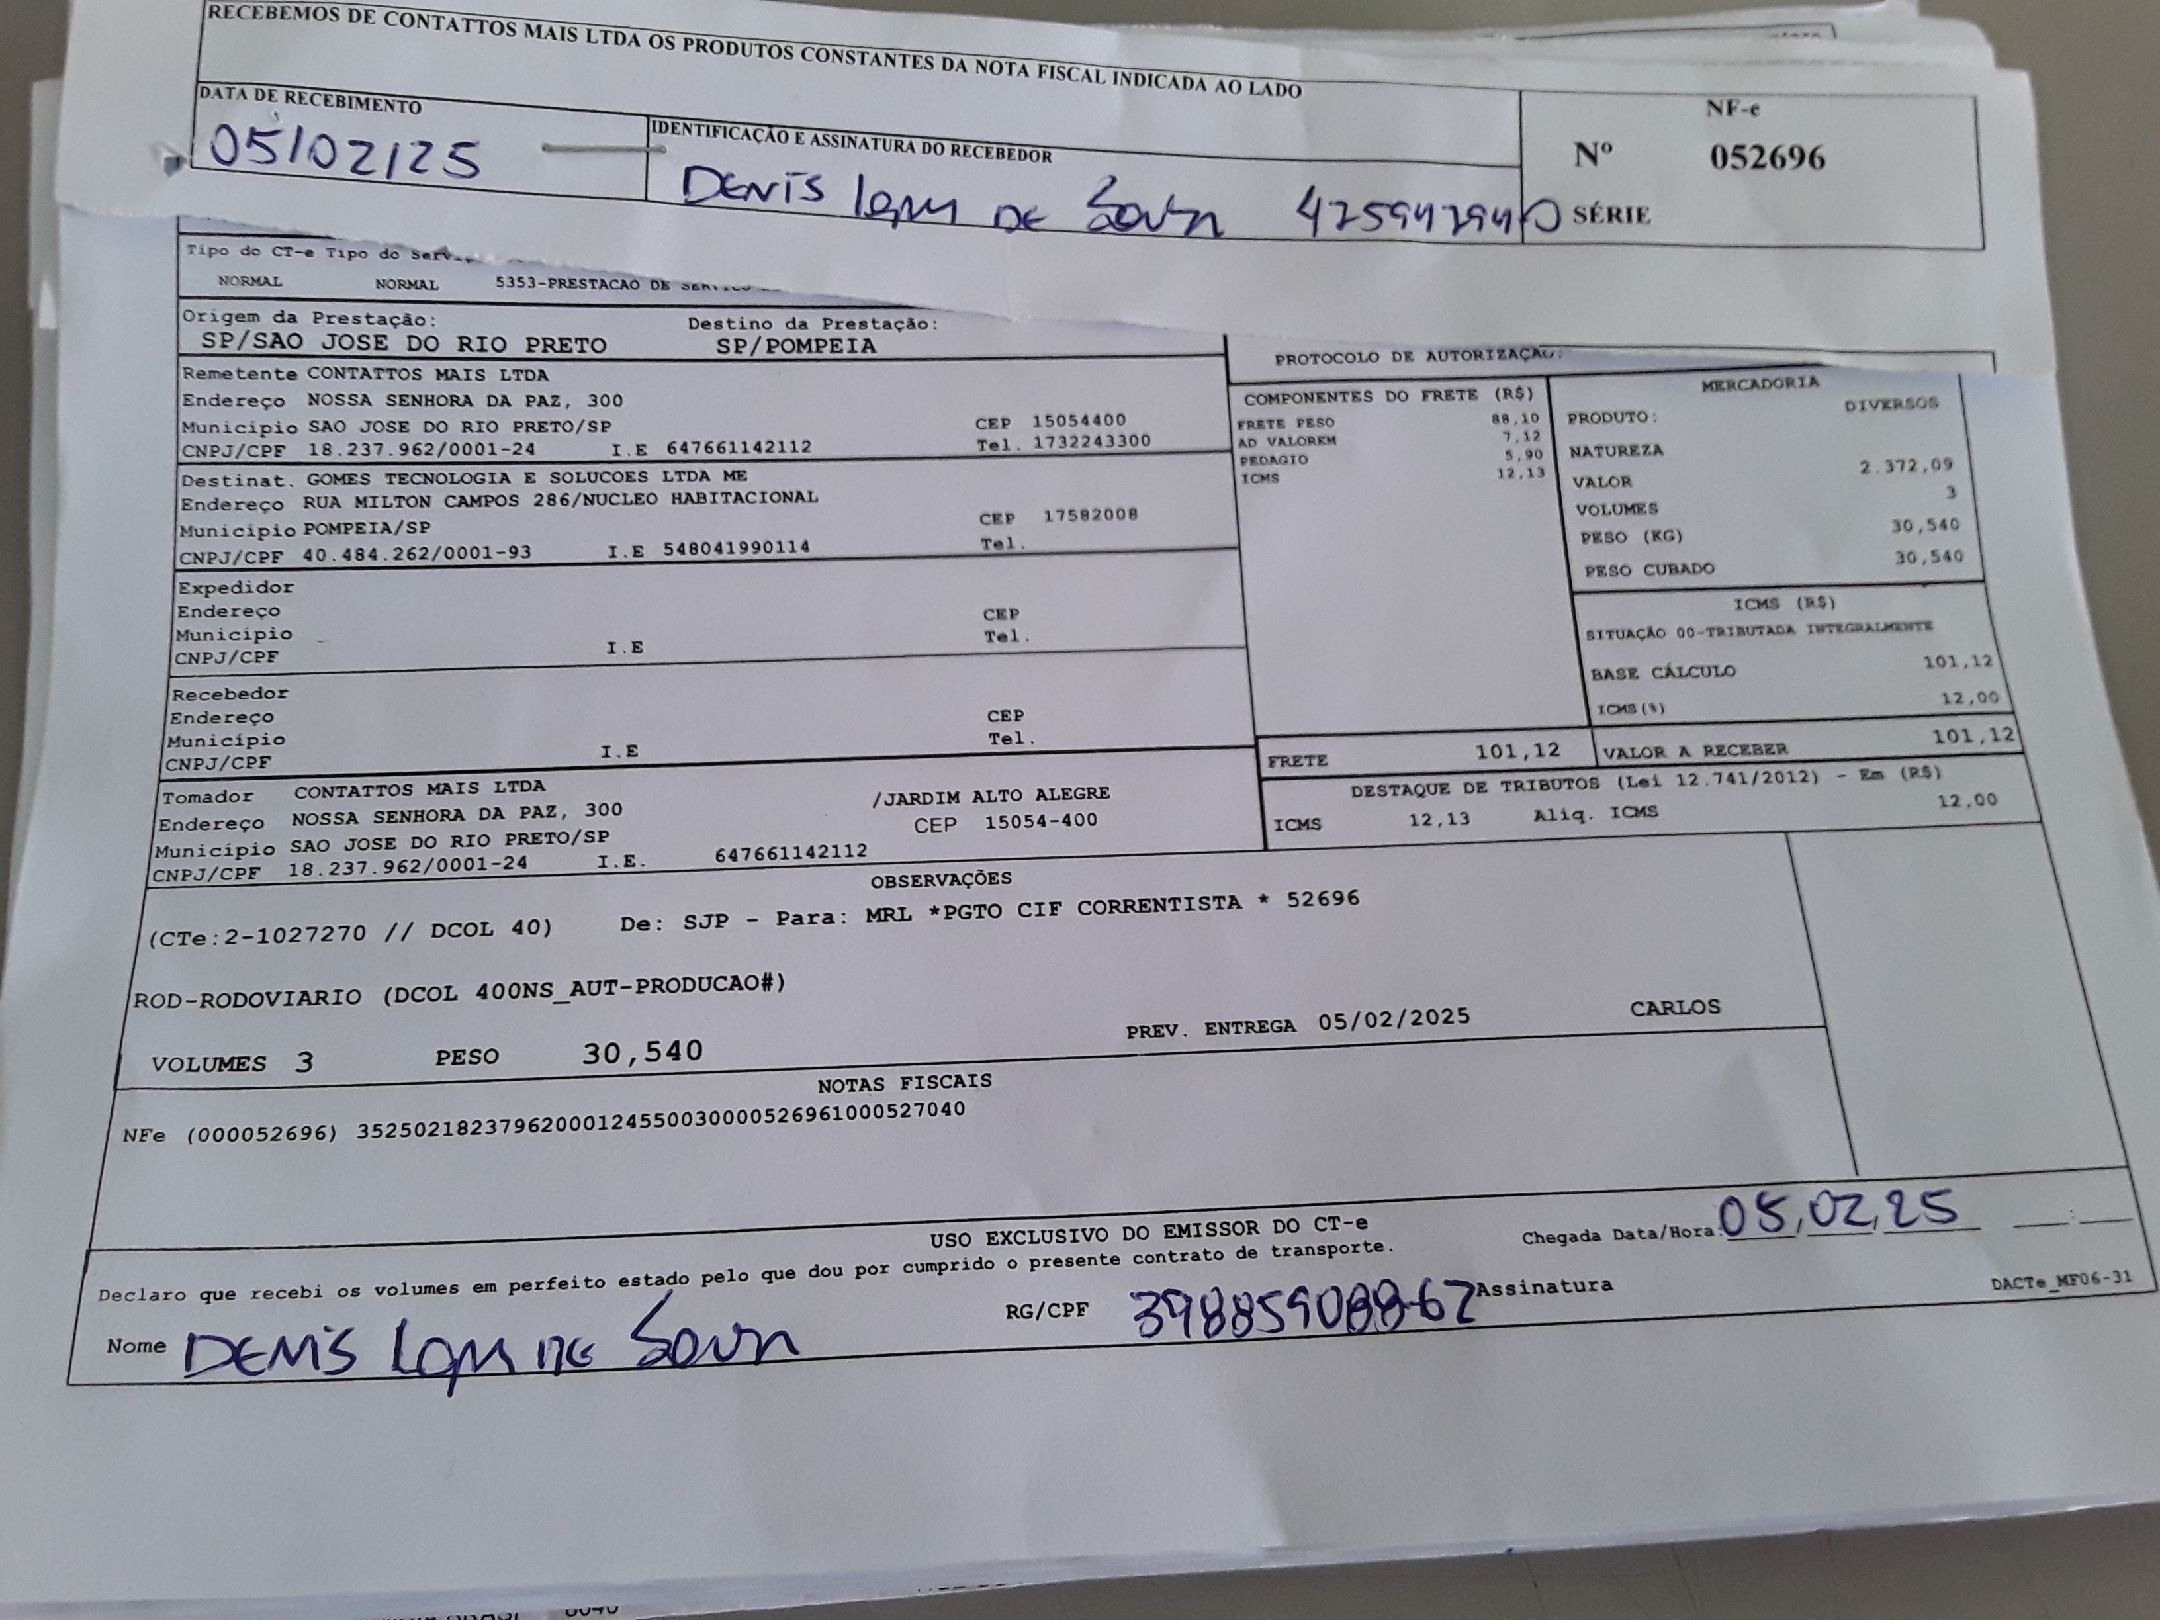 RECEBEMOS DE CONTATTOS MAIS LTDA OS PRODUTOS CONSTANTES DA NOTA FISCAL INDICADA AO LADO
DATA DE RECEBIMENTO
05/02/25
IDENTIFICAÇÃO E ASSINATURA DO RECEBEDOR
DENIS DE
NF-e
Nº 052696
SÉRIE
Tipo do CT-e Tipo do
NORMAL NORMAL 5353-PRESTACAO DE
Origem da Prestação: Destino da Prestação:
SP/SAO JOSE DO RIO PRETO SP/POMPEIA
PROTOCOLO DE AUTORIZAÇÃO:
Remetente CONTATTOS MAIS LTDA
Endereço NOSSA SENHORA DA PAZ, 300
Município SAO JOSE DO RIO PRETO/SP CEP 15054400
CNPJ/CPF 18.237.962/0001-24 I.E 647661142112 Tel. 1732243300
Destinat. GOMES TECNOLOGIA E SOLUCOES LTDA ME
Endereço RUA MILTON CAMPOS 286/NUCLEO HABITACIONAL
Município POMPEIA/SP CEP 17582008
CNPJ/CPF 40.484.262/0001-93 I.E 548041990114 Tel.
Expedidor
Endereço CEP
Município Tel.
CNPJ/CPF I.E
Recebedor
Endereço CEP
Município Tel.
CNPJ/CPF I.E
Tomador CONTATTOS MAIS LTDA
Endereço NOSSA SENHORA DA PAZ, 300 /JARDIM ALTO ALEGRE
Município SAO JOSE DO RIO PRETO/SP CEP 15054-400
CNPJ/CPF 18.237.962/0001-24 I.E. 647661142112
COMPONENTES DO FRETE (R$)
FRETE PESO 88,10
AD VALOREM 7,12
PEDAGIO 5,90
ICMS 12,13
MERCADORIA
PRODUTO: DIVERSOS
NATUREZA
VALOR 2.372,09
VOLUMES 3
PESO (KG) 30,540
PESO CUBADO 30,540
ICMS (R$)
SITUAÇÃO 00-TRIBUTADA INTEGRALMENTE
BASE CÁLCULO 101,12
ICMS(%) 12,00
FRETE 101,12 VALOR A RECEBER 101,12
DESTAQUE DE TRIBUTOS (Lei 12.741/2012) - Em (R$)
ICMS 12,13 Aliq. ICMS 12,00
OBSERVAÇÕES
(CTe:2-1027270 // DCOL 40) De: SJP - Para: MRL *PGTO CIF CORRENTISTA * 52696
ROD-RODOVIARIO (DCOL 400NS_AUT-PRODUCAO#)
VOLUMES 3 PESO 30,540 PREV. ENTREGA 05/02/2025 CARLOS
NOTAS FISCAIS
NFe (000052696) 35250218237962000124550030000526961000527040
USO EXCLUSIVO DO EMISSOR DO CT-e
Chegada Data/Hora: 05,02,25
Declaro que recebi os volumes em perfeito estado pelo que dou por cumprido o presente contrato de transporte.
Nome DENIS RG/CPF Assinatura
DACTe_MF06-31